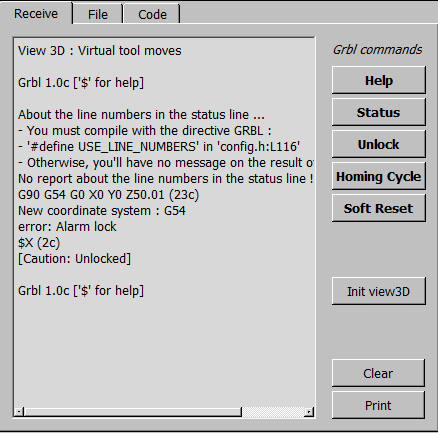 Receive
File
Code
View 3D : Virtual tool moves
Grbl 1.0c ['$' for help]
About the line numbers in the status line ...
- You must compile with the directive GRBL :
- '#define USE_LINE_NUMBERS' in 'config.h:L116'
- Otherwise, you'll have no message on the result o
No report about the line numbers in the status line !
G90 G54 G0 X0 Y0 Z50.01 (23c)
New coordinate system : G54
error: Alarm lock
$X (2c)
[Caution: Unlocked]
Grbl 1.0c ['$' for help]
Grbl commands
Help
Status
Unlock
Homing Cycle
Soft Reset
Init view3D
Clear
Print